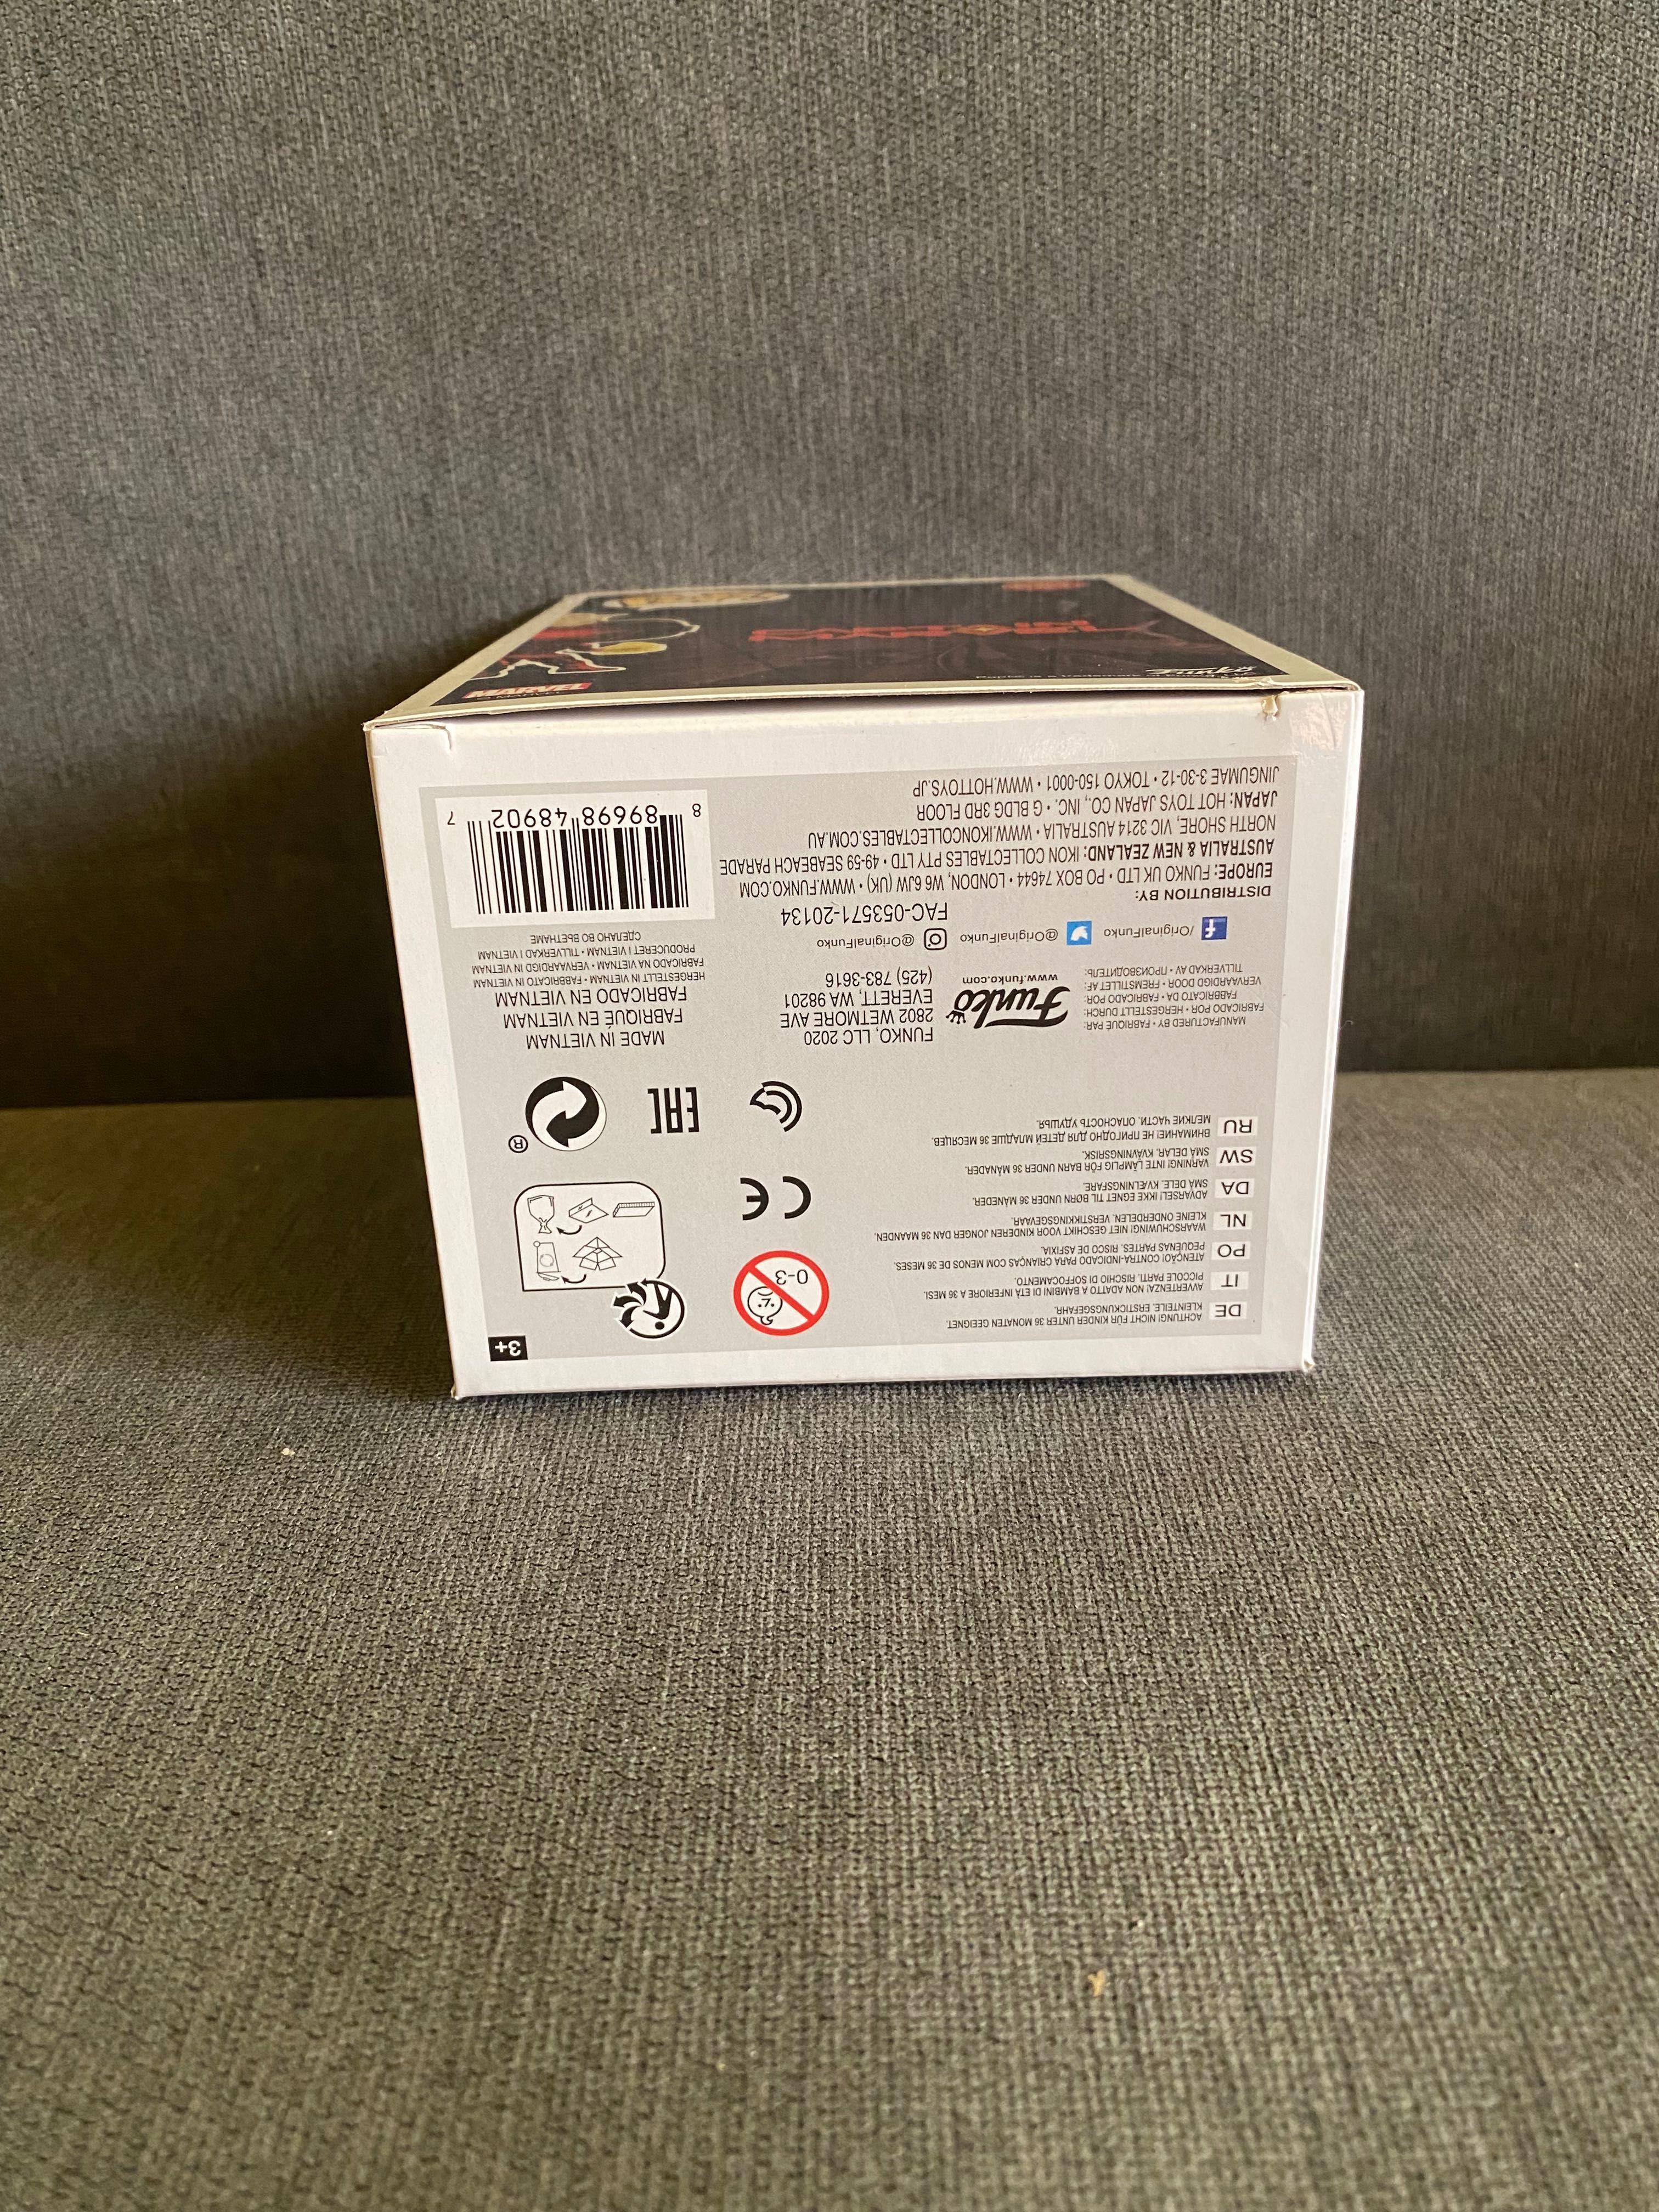 DE
ACHTUNG! NICHT FÜR KINDER UNTER 36 MONATEN GEEIGNET.
KLEINTEILE. ERSTICKUNGSGEFAHR.
IT
AVVERTENZA! NON ADATTO A BAMBINI DI ETÀ INFERIORE A 36 MESI.
PICCOLE PARTI. RISCHIO DI SOFFOCAMENTO.
PO
ATENÇÃO! CONTRA-INDICADO PARA CRIANÇAS COM MENOS DE 36 MESES.
PEQUENAS PARTES. RISCO DE ASFIXIA.
NL
WAARSCHUWING! NIET GESCHIKT VOOR KINDEREN JONGER DAN 36 MAANDEN.
KLEINE ONDERDELEN. VERSTIKKINGSGEVAAR.
DA
ADVARSEL! IKKE EGNET TIL BØRN UNDER 36 MÅNEDER.
SMÅ DELE. KVÆLNINGSFARE.
SW
VARNING! INTE LÄMPLIG FÖR BARN UNDER 36 MÅNADER.
SMÅ DELAR. KVÄVNINGSRISK.
RU
ВНИМАНИЕ! НЕ ПРИГОДНО ДЛЯ ДЕТЕЙ МЛАДШЕ 36 МЕСЯЦЕВ.
МЕЛКИЕ ЧАСТИ. ОПАСНОСТЬ УДУШЬЯ.
0-3
3+
CE
EAC
®
MANUFACTURED BY • FABRIQUÉ PAR:
FABRICADO POR • HERGESTELLT DURCH:
FABBRICATO DA • FABRICADO POR:
VERVAARDIGD DOOR • FREMSTILLET AF:
TILLVERKAD AV • ПРОИЗВОДИТЕЛЬ:
Funko
www.funko.com
FUNKO, LLC 2020
2802 WETMORE AVE
EVERETT, WA 98201
(425) 783-3616
MADE IN VIETNAM
FABRIQUÉ EN VIETNAM
FABRICADO EN VIETNAM
HERGESTELLT IN VIETNAM • FABBRICATO IN VIETNAM
FABRICADO NA VIETNAM • VERVAARDIGD IN VIETNAM
PRODUCERET I VIETNAM • TILLVERKAD I VIETNAM
СДЕЛАНО ВО ВЬЕТНАМЕ
/OriginalFunko
@OriginalFunko
@OriginalFunko
FAC-053571-20134
DISTRIBUTION BY:
EUROPE: FUNKO UK LTD • PO BOX 74644 • LONDON, W6 6JW (UK) • WWW.FUNKO.COM
AUSTRALIA & NEW ZEALAND: IKON COLLECTABLES PTY LTD • 49-59 SEABEACH PARADE
NORTH SHORE, VIC 3214 AUSTRALIA • WWW.IKONCOLLECTABLES.COM.AU
JAPAN: HOT TOYS JAPAN CO., INC. • G BLDG 3RD FLOOR
JINGUMAE 3-30-12 • TOKYO 150-0001 • WWW.HOTTOYS.JP
8 89698 48902 7
Funko
MARVEL